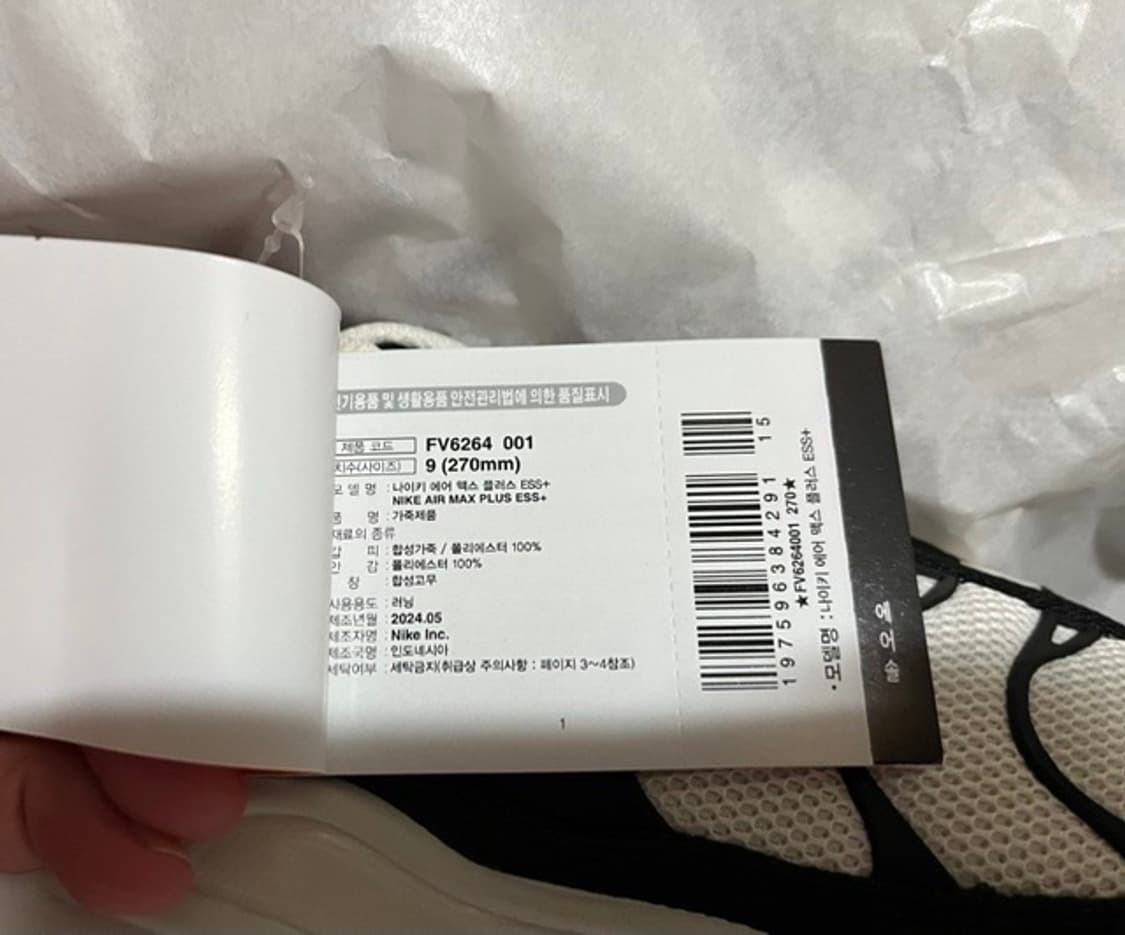 전기용품 및 생활용품 안전관리법에 의한 품질표시
제품 코드 FV6264 001
치수(사이즈) 9 (270mm)
모 델 명 : 나이키 에어 맥스 플러스 ESS+
NIKE AIR MAX PLUS ESS+
품 명 : 가죽제품
재료의 종류
갑 피 : 합성가죽 / 폴리에스터 100%
안 감 : 폴리에스터 100%
창 : 합성고무
사용용도 : 러닝
제조년월 : 2024.05
제조자명 : Nike Inc.
제조국명 : 인도네시아
세탁여부 : 세탁금지(취급상 주의사항 : 페이지 3~4참조)
1
15
197596384291
★FV6264001 270★
·모델명 :나이키 에어 맥스 플러스 ESS+
에어솔